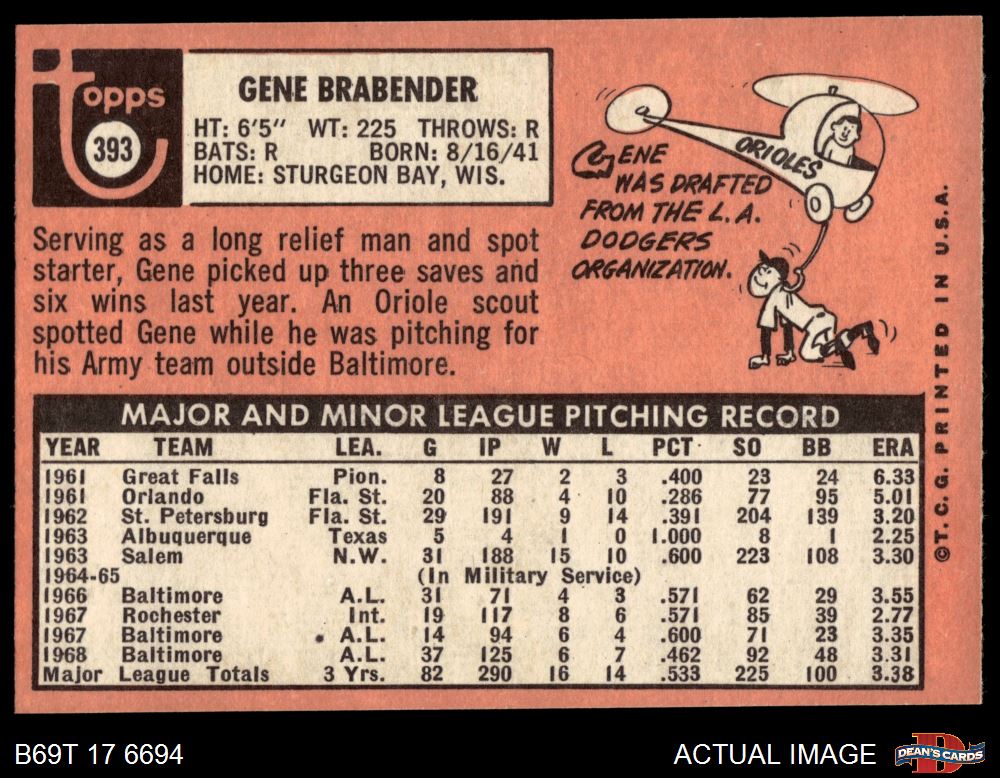 topps
393
GENE BRABENDER
HT: 6'5" WT: 225 THROWS: R
BATS: R BORN: 8/16/41
HOME: STURGEON BAY, WIS.
Serving as a long relief man and spot
starter, Gene picked up three saves and
six wins last year. An Oriole scout
spotted Gene while he was pitching for
his Army team outside Baltimore.
ORIOLES
GENE
WAS DRAFTED
FROM THE L.A.
DODGERS
ORGANIZATION.
MAJOR AND MINOR LEAGUE PITCHING RECORD
YEAR TEAM LEA. G IP W L PCT. SO BB ERA
1961 Great Falls Pion. 8 27 2 3 .400 23 24 6.33
1961 Orlando Fla. St. 20 88 4 10 .286 77 95 5.01
1962 St. Petersburg Fla. St. 29 191 9 14 .391 204 139 3.20
1963 Albuquerque Texas 5 4 1 0 1.000 8 1 2.25
1963 Salem N.W. 31 188 15 10 .600 223 108 3.30
1964-65 (In Military Service)
1966 Baltimore A.L. 31 71 4 3 .571 62 29 3.55
1967 Rochester Int. 19 117 8 6 .571 85 39 2.77
1967 Baltimore A.L. 14 94 6 4 .600 71 23 3.35
1968 Baltimore A.L. 37 125 6 7 .462 92 48 3.31
Major League Totals 3 Yrs. 82 290 16 14 .533 225 100 3.38
©T.C.G. PRINTED IN U.S.A.
B69T 17 6694
ACTUAL IMAGE
DEAN'S CARDS